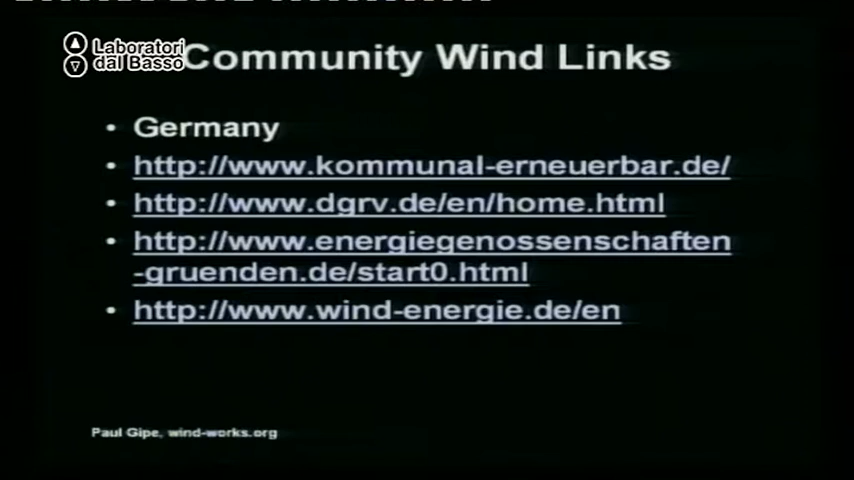 Laboratori
dal Basso
Community Wind Links
• Germany
• http://www.kommunal-erneuerbar.de/
• http://www.dgrv.de/en/home.html
• http://www.energiegenossenschaften
-gruenden.de/start0.html
• http://www.wind-energie.de/en
Paul Gipe, wind-works.org